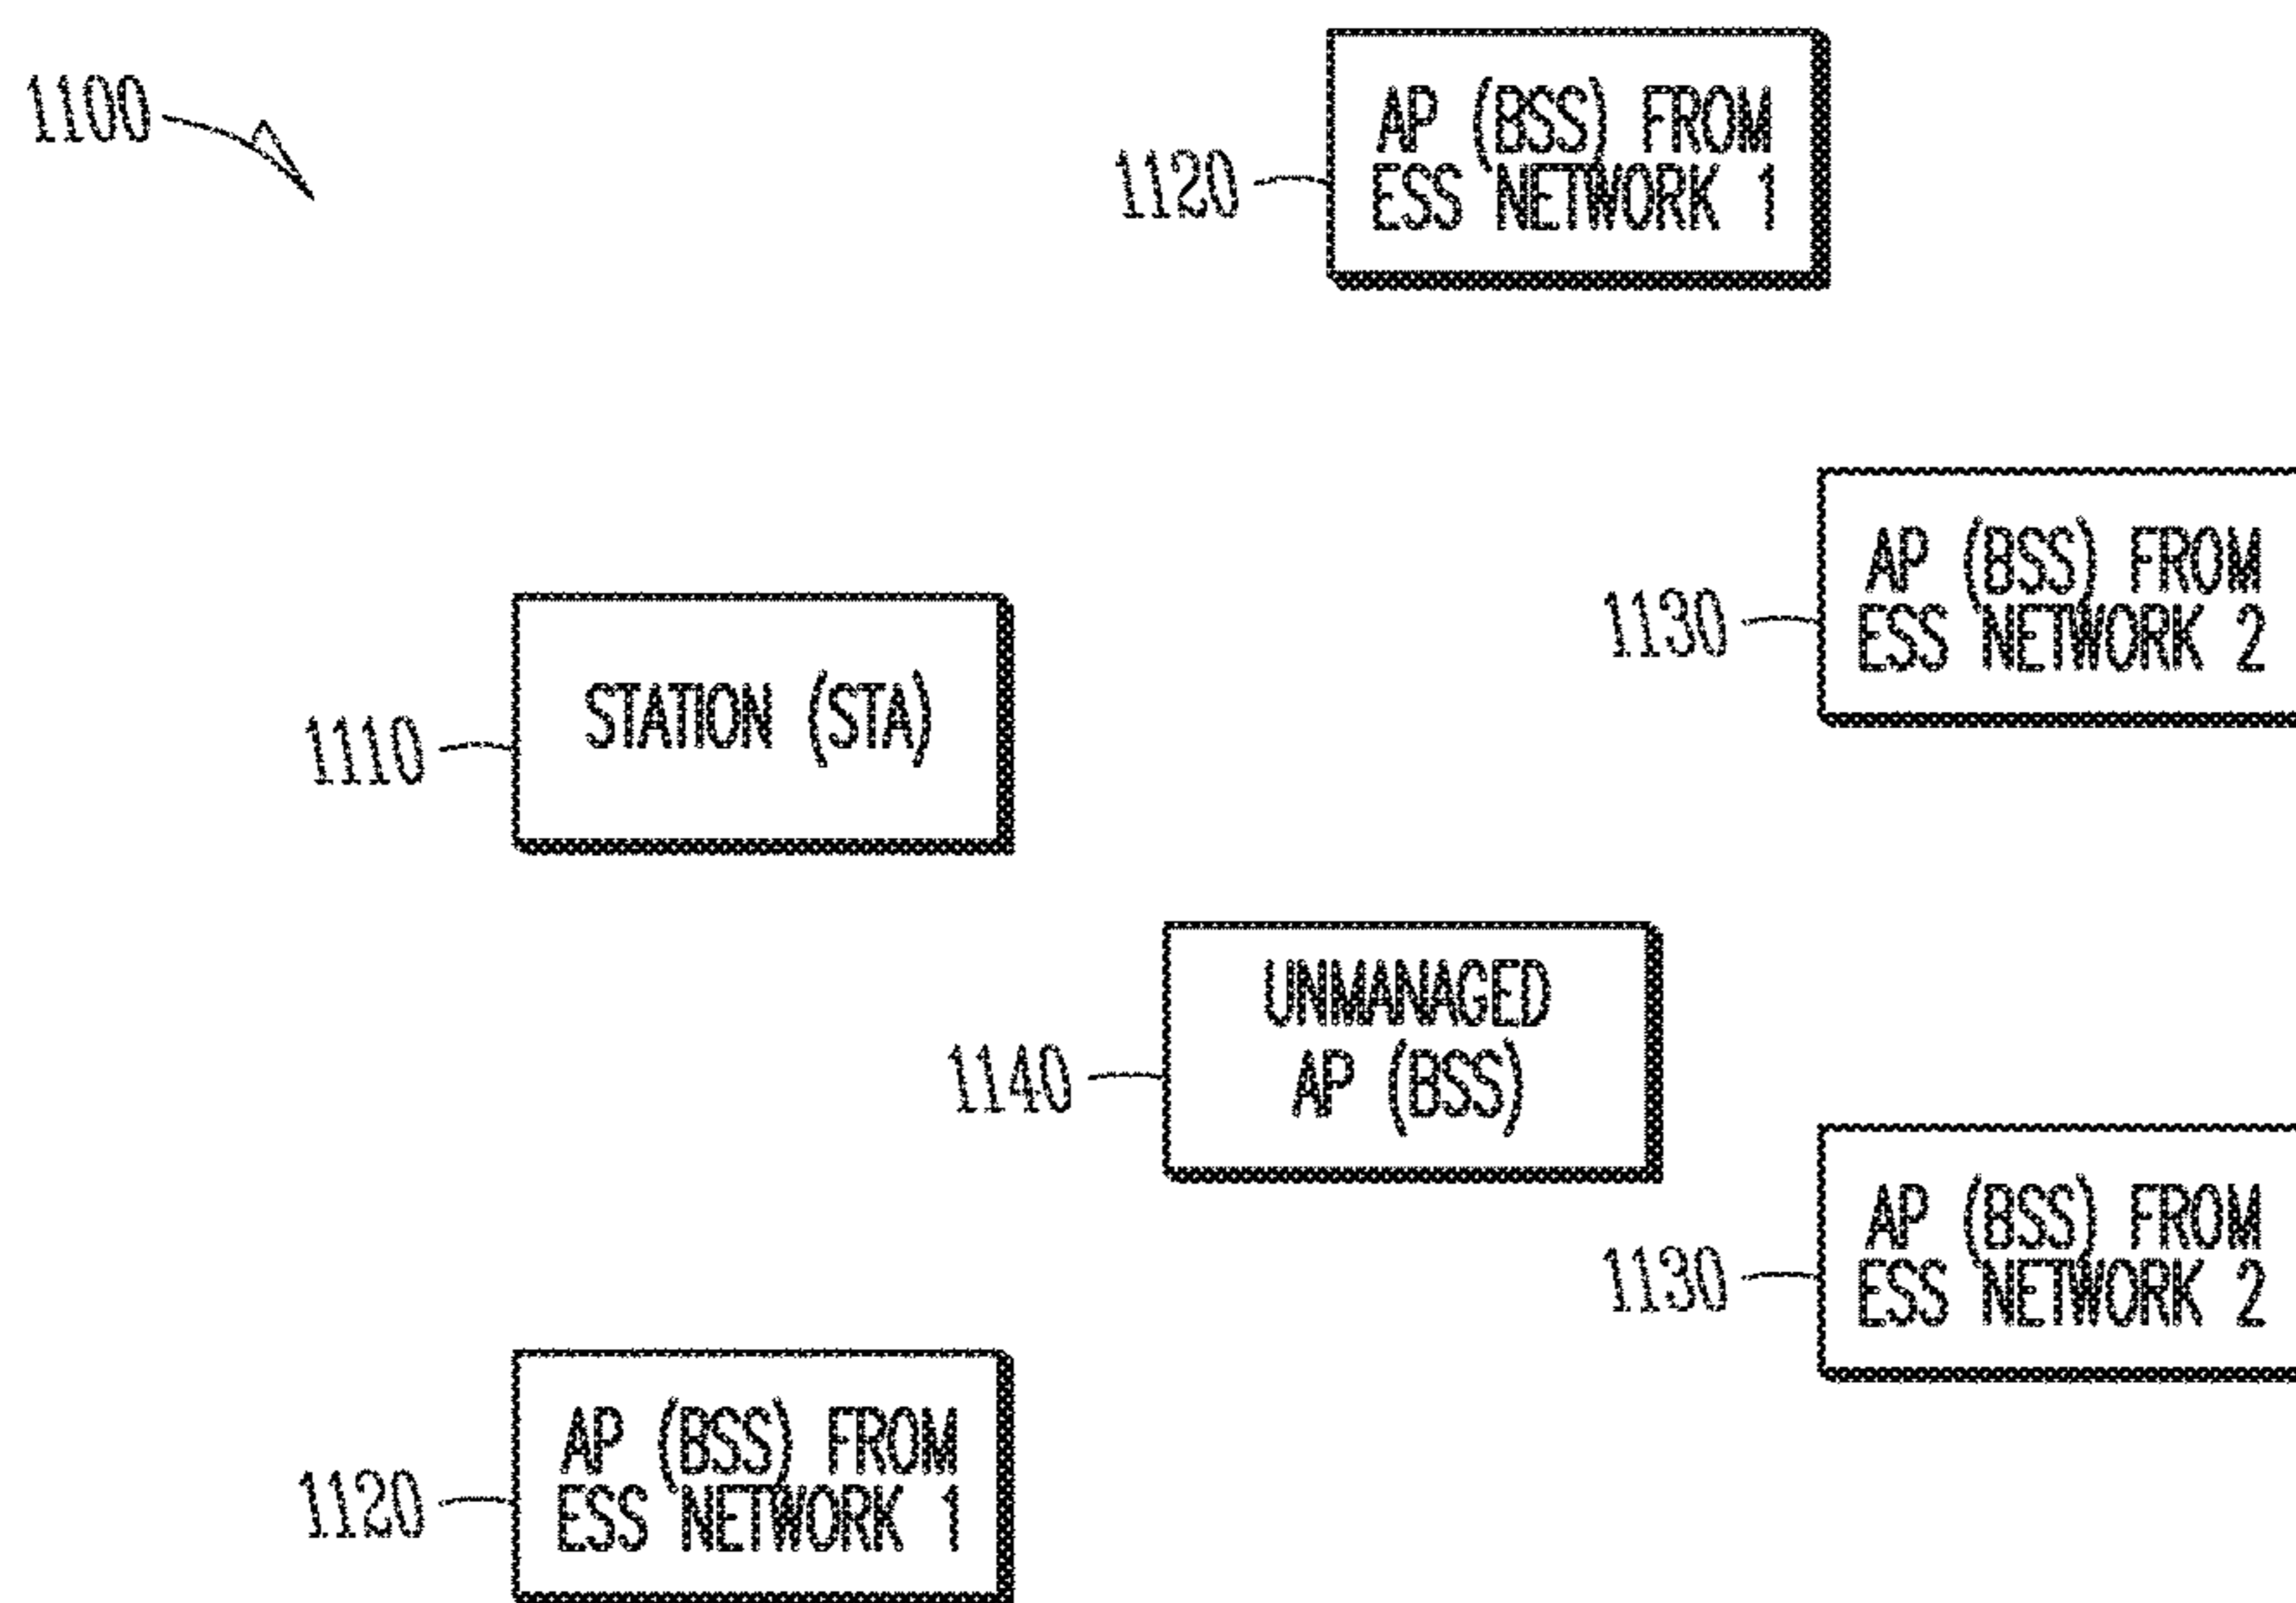 1100
AP (BSS) FROM
ESS NETWORK 1
1120
AP (BSS) FROM
ESS NETWORK 2
1130
STATION (STA)
1110
UNMANAGED
AP (BSS)
1140
AP (BSS) FROM
ESS NETWORK 2
1130
AP (BSS) FROM
ESS NETWORK 1
1120